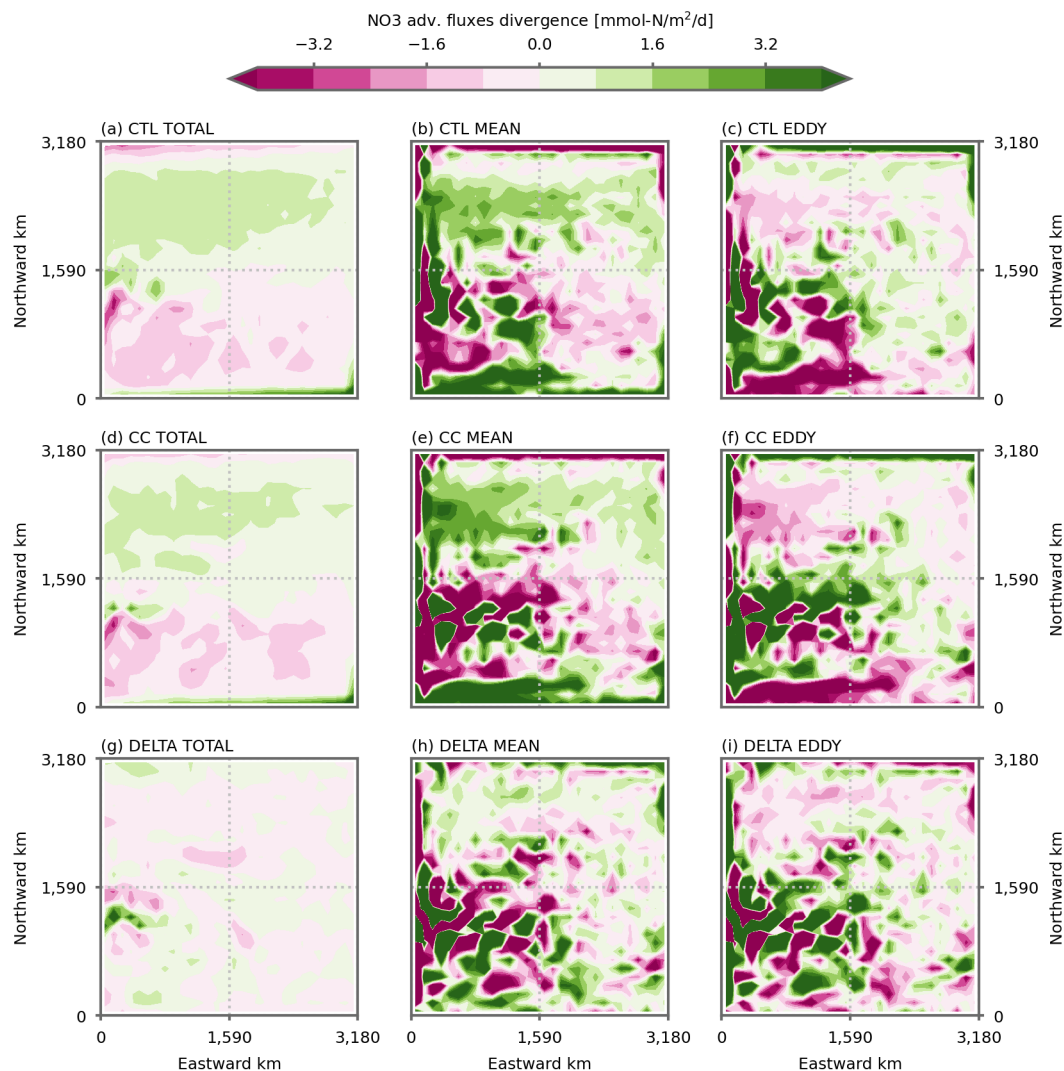 NO3 adv. fluxes divergence [mmol-N/m²/d]
−3.2 −1.6 0.0 1.6 3.2
(a) CTL TOTAL (b) CTL MEAN (c) CTL EDDY
3,180 3,180
Northward km Northward km
1,590 1,590
0 0
(d) CC TOTAL (e) CC MEAN (f) CC EDDY
3,180 3,180
Northward km Northward km
1,590 1,590
0 0
(g) DELTA TOTAL (h) DELTA MEAN (i) DELTA EDDY
3,180 3,180
Northward km Northward km
1,590 1,590
0 0
0 1,590 3,180 0 1,590 3,180 0 1,590 3,180
Eastward km Eastward km Eastward km